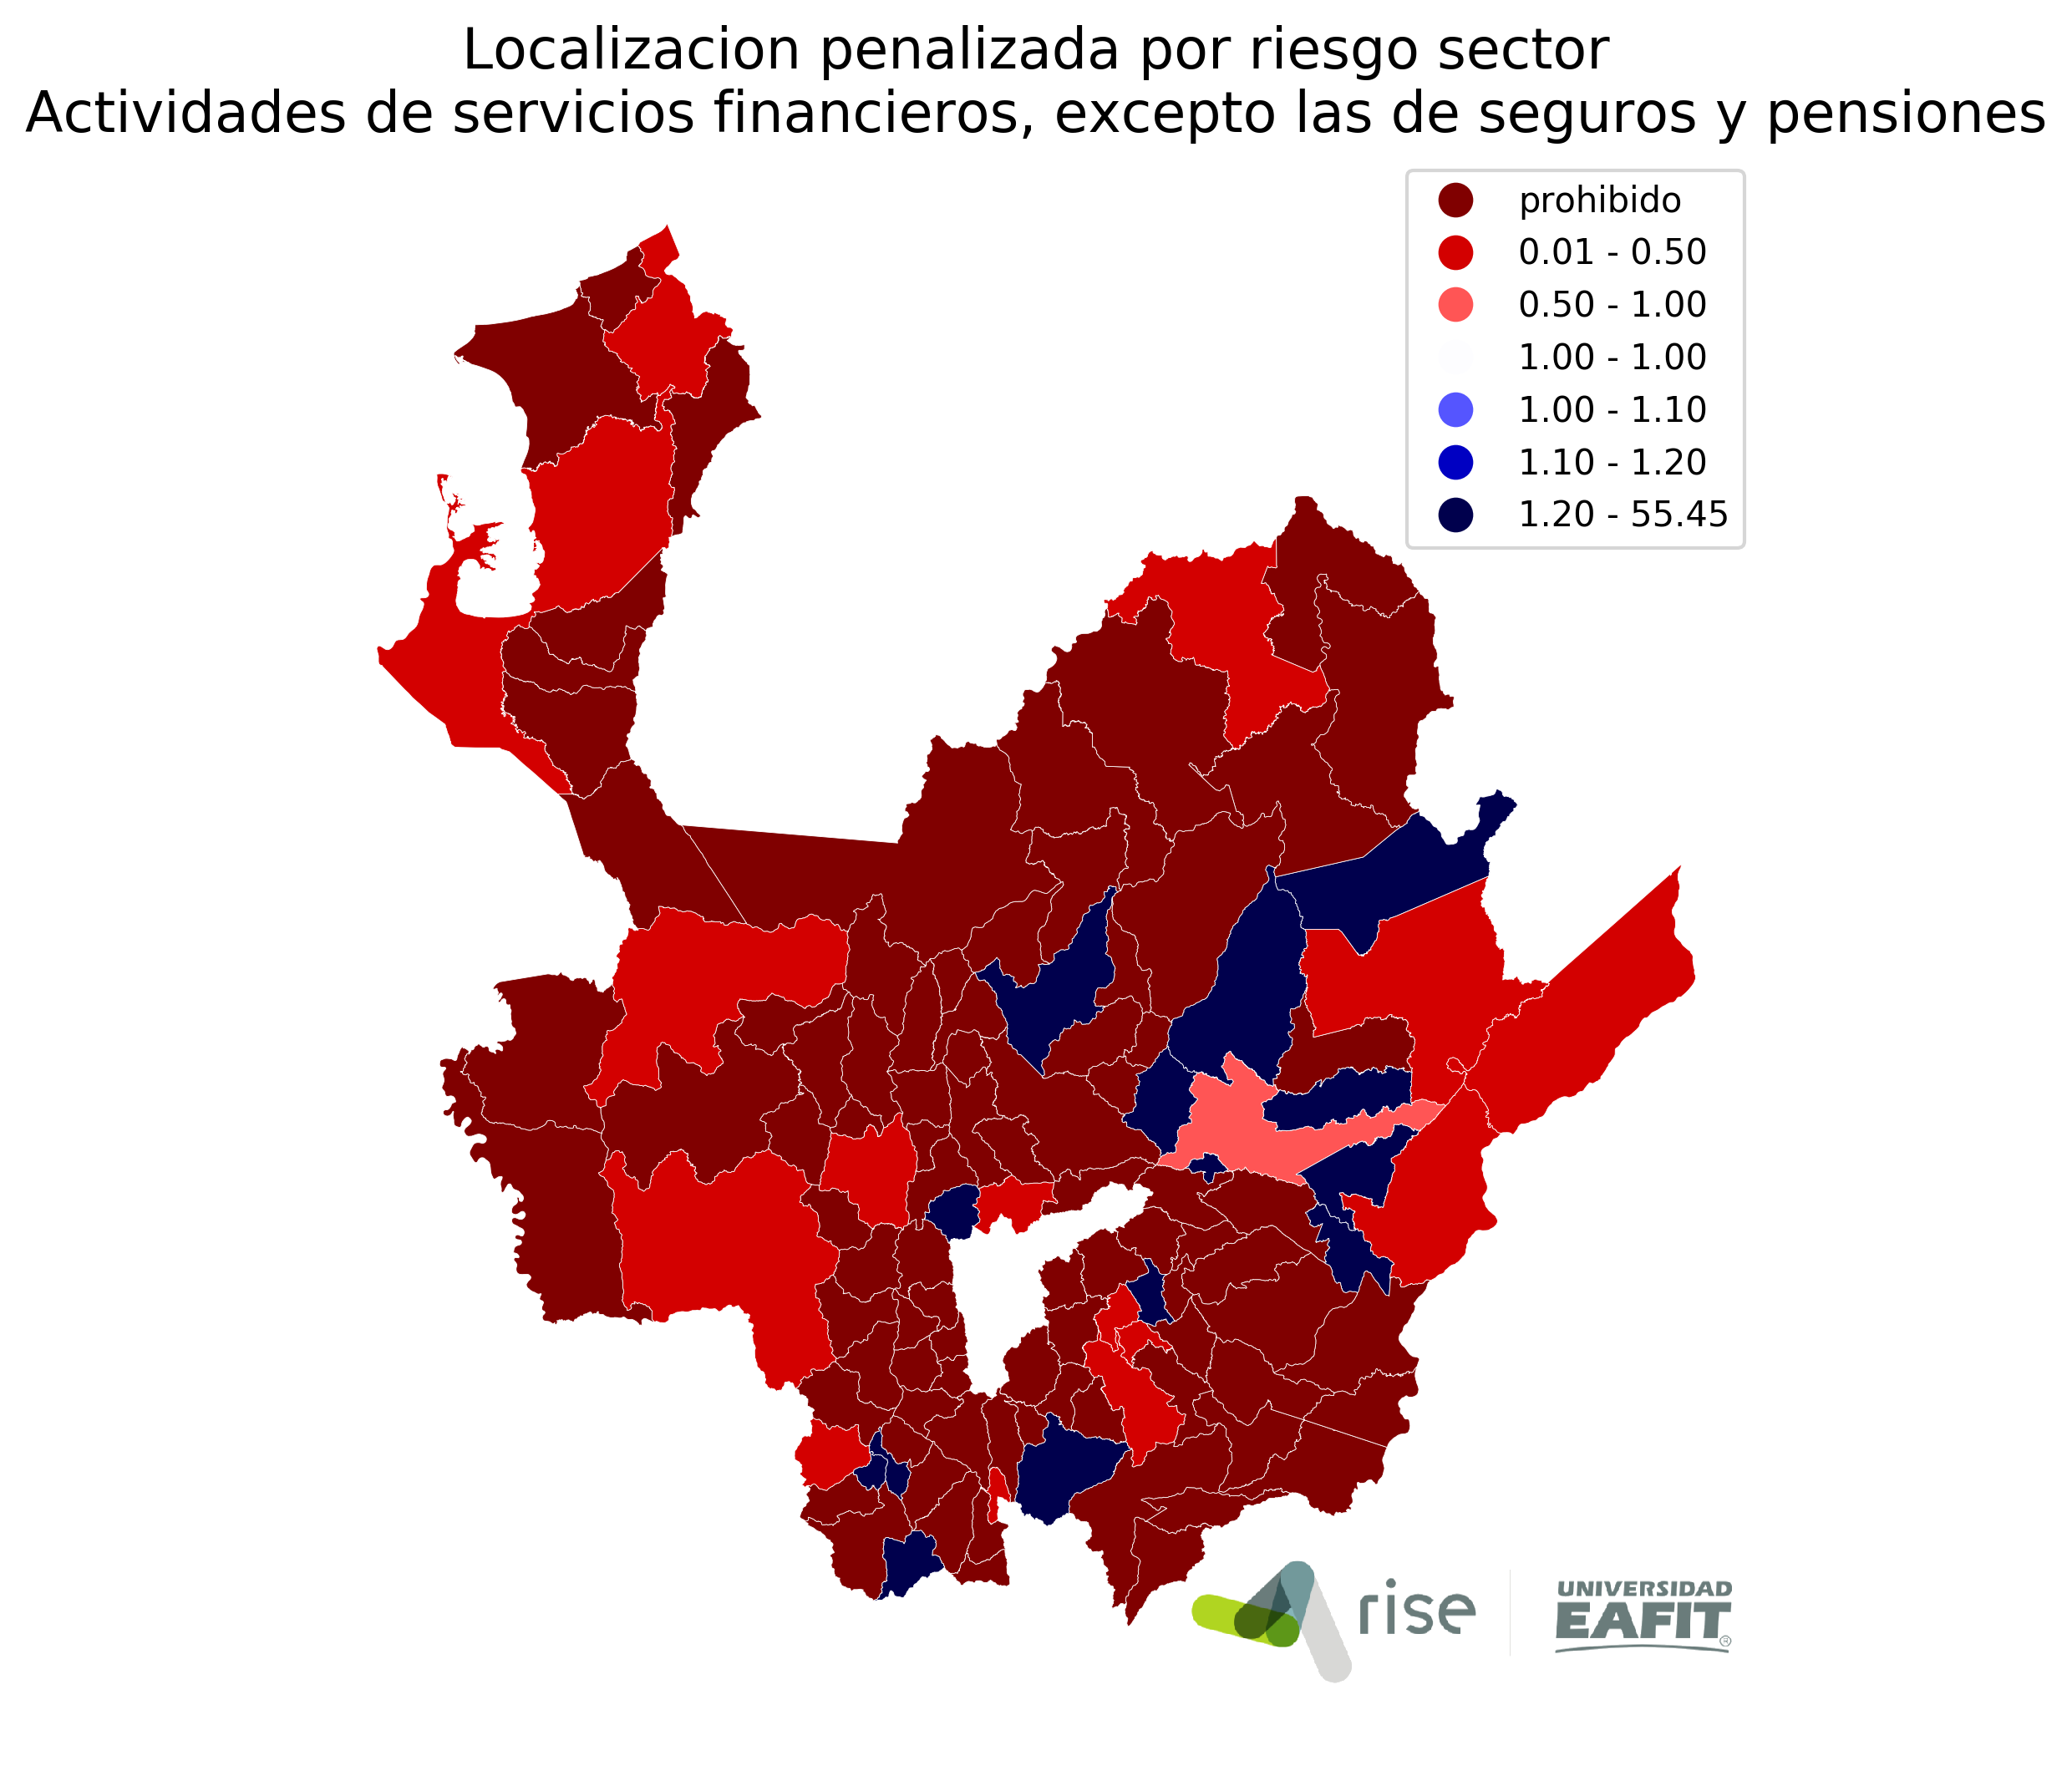 Localizacion penalizada por riesgo sector
Actividades de servicios financieros, excepto las de seguros y pensiones
prohibido
0.01 - 0.50
0.50 - 1.00
1.00 - 1.00
1.00 - 1.10
1.10 - 1.20
1.20 - 55.45
rise
UNIVERSIDAD
EAFIT®